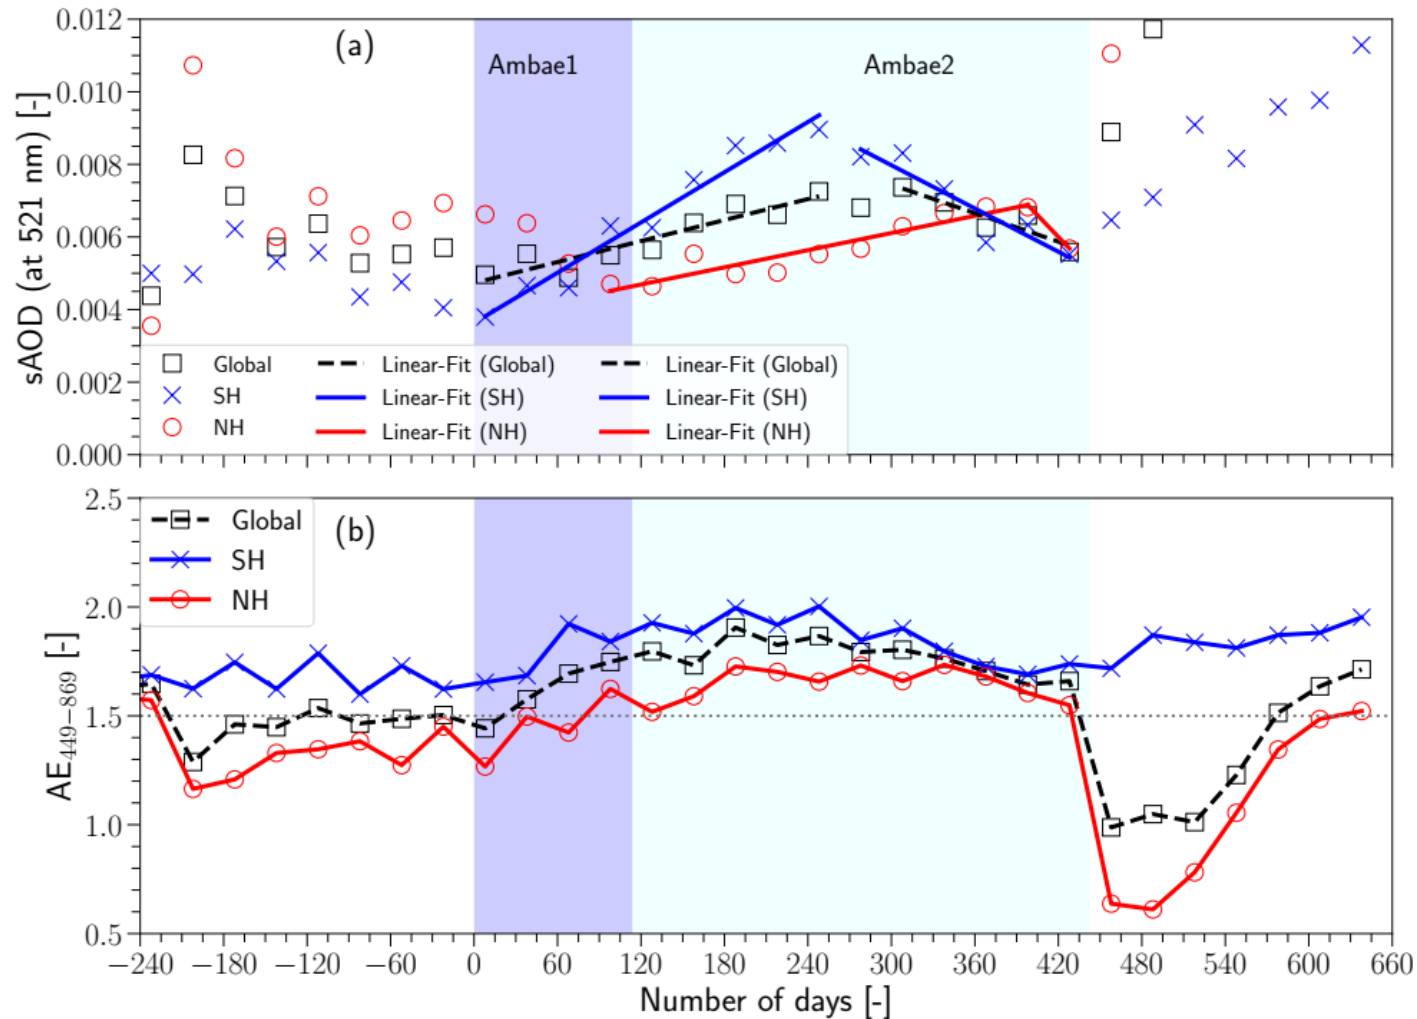 0.012
0.010
0.008
0.006
0.004
0.002
0.000
sAOD (at 521 nm) [-]
(a)
Ambae1
Ambae2
Global
SH
NH
Linear-Fit (Global)
Linear-Fit (SH)
Linear-Fit (NH)
Linear-Fit (Global)
Linear-Fit (SH)
Linear-Fit (NH)
2.5
2.0
1.5
1.0
0.5
AE449−869 [-]
(b)
Global
SH
NH
−240 −180 −120 −60 0 60 120 180 240 300 360 420 480 540 600 660
Number of days [-]